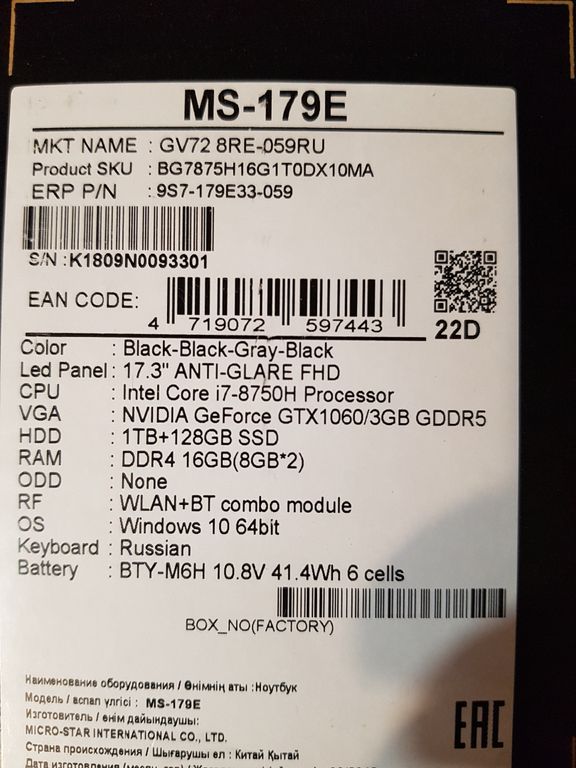 MS-179E
MKT NAME : GV72 8RE-059RU
Product SKU : BG7875H16G1T0DX10MA
ERP P/N : 9S7-179E33-059
S/N :K1809N0093301
EAN CODE:
4 719072 597443
22D
Color : Black-Black-Gray-Black
Led Panel: 17.3" ANTI-GLARE FHD
CPU : Intel Core i7-8750H Processor
VGA : NVIDIA GeForce GTX1060/3GB GDDR5
HDD : 1TB+128GB SSD
RAM : DDR4 16GB(8GB*2)
ODD : None
RF : WLAN+BT combo module
OS : Windows 10 64bit
Keyboard : Russian
Battery : BTY-M6H 10.8V 41.4Wh 6 cells
BOX_NO(FACTORY)
Наименование оборудования / Өнімнің аты :Ноутбук
Модель / аспап үлгісі : MS-179E
Изготовитель / өнім дайындаушы:
MICRO-STAR INTERNATIONAL CO., LTD.
Страна происхождения / Шығарушы ел : Китай Қытай
Дата изготовления
EAC